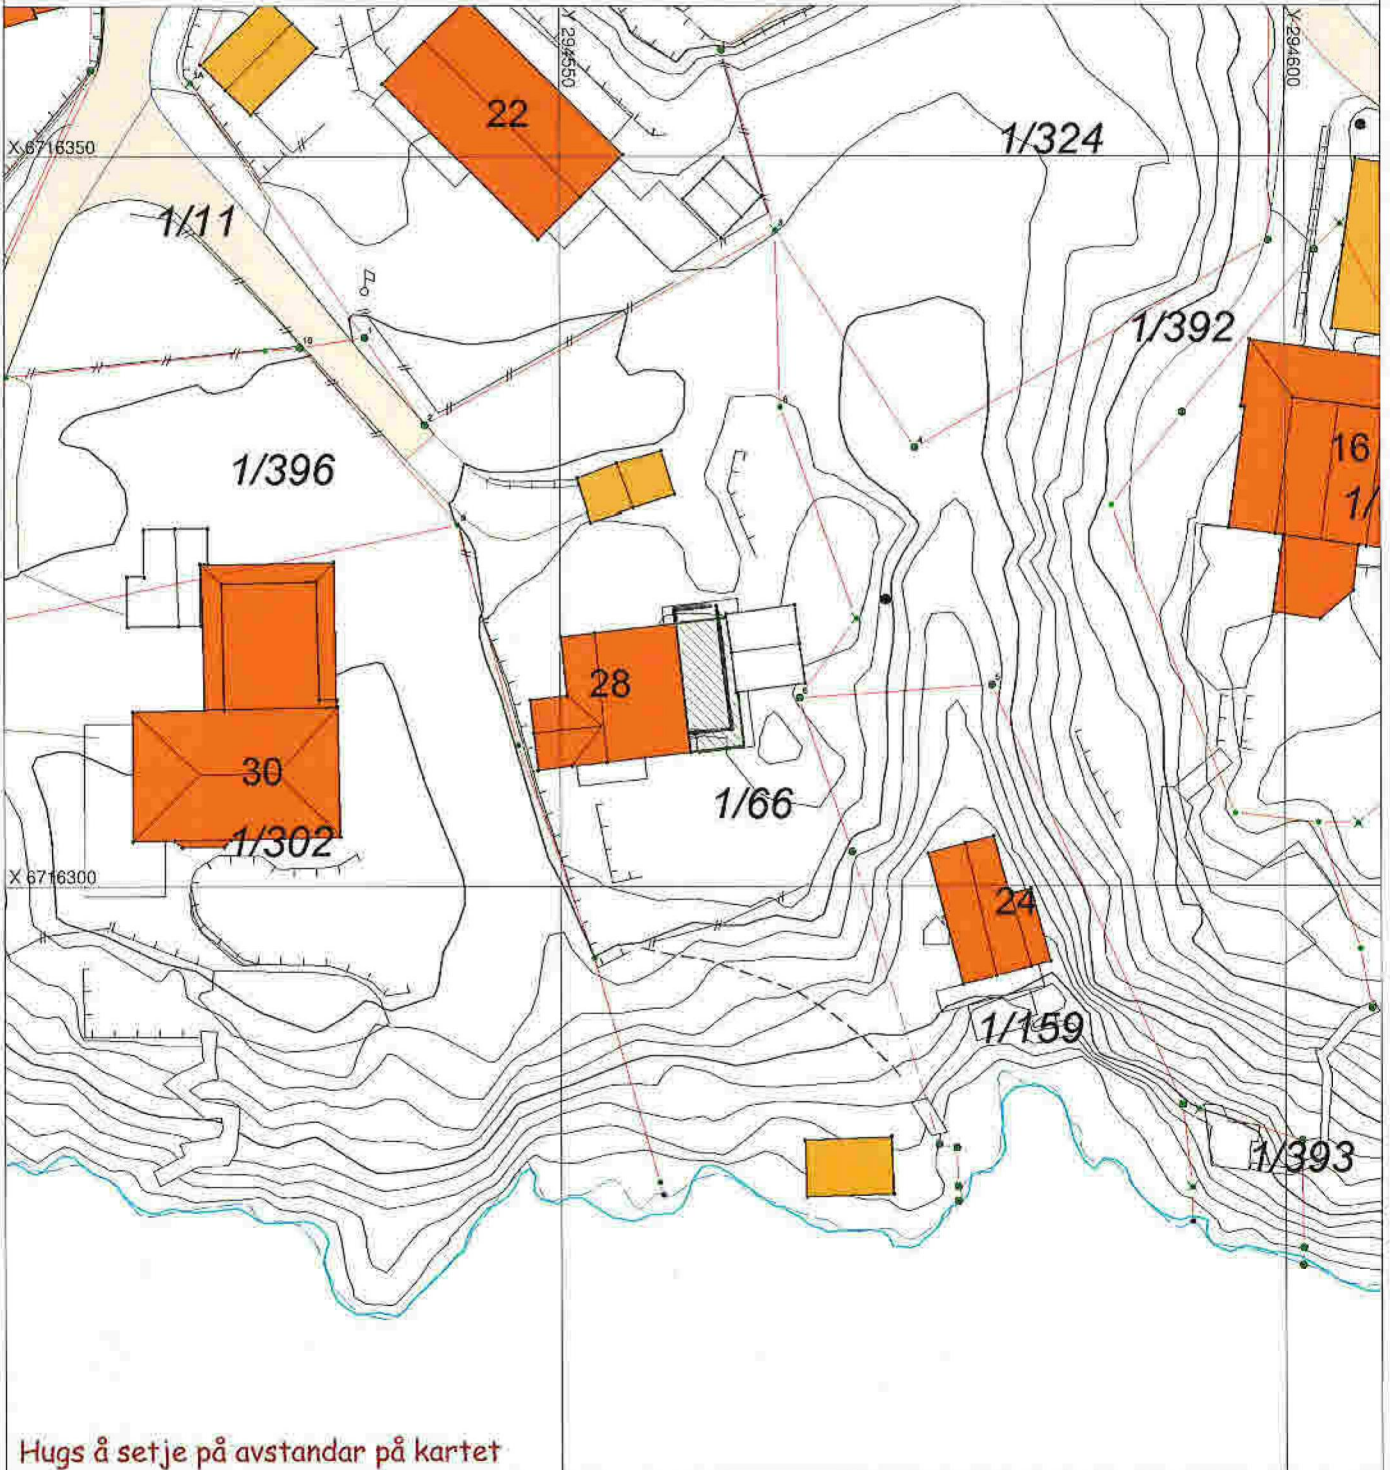 Y 294550
Y 294600
22
1/324
X 6716350
1/11
1/392
16
1/396
28
30
1/66
1/302
X 6716300
24
1/159
1/393
Hugs å setje på avstandar på kartet